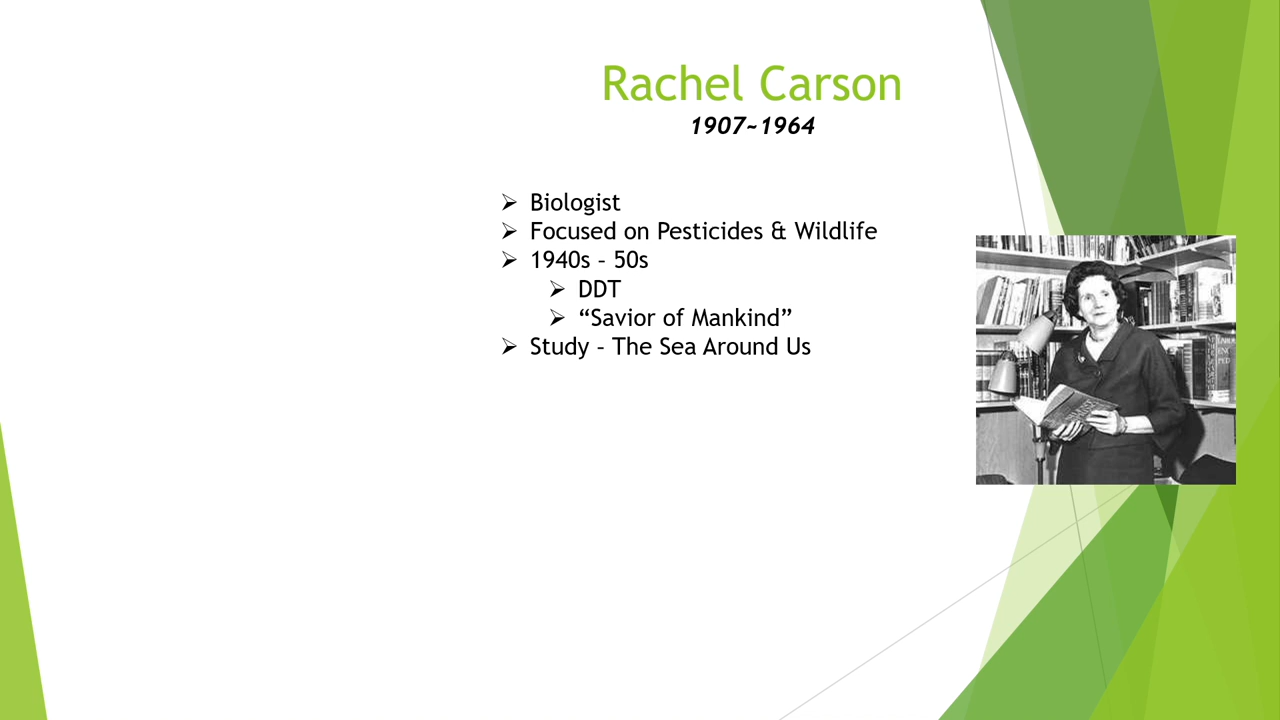 Rachel Carson
1907~1964
➢ Biologist
➢ Focused on Pesticides & Wildlife
➢ 1940s – 50s
➢ DDT
➢ “Savior of Mankind”
➢ Study – The Sea Around Us